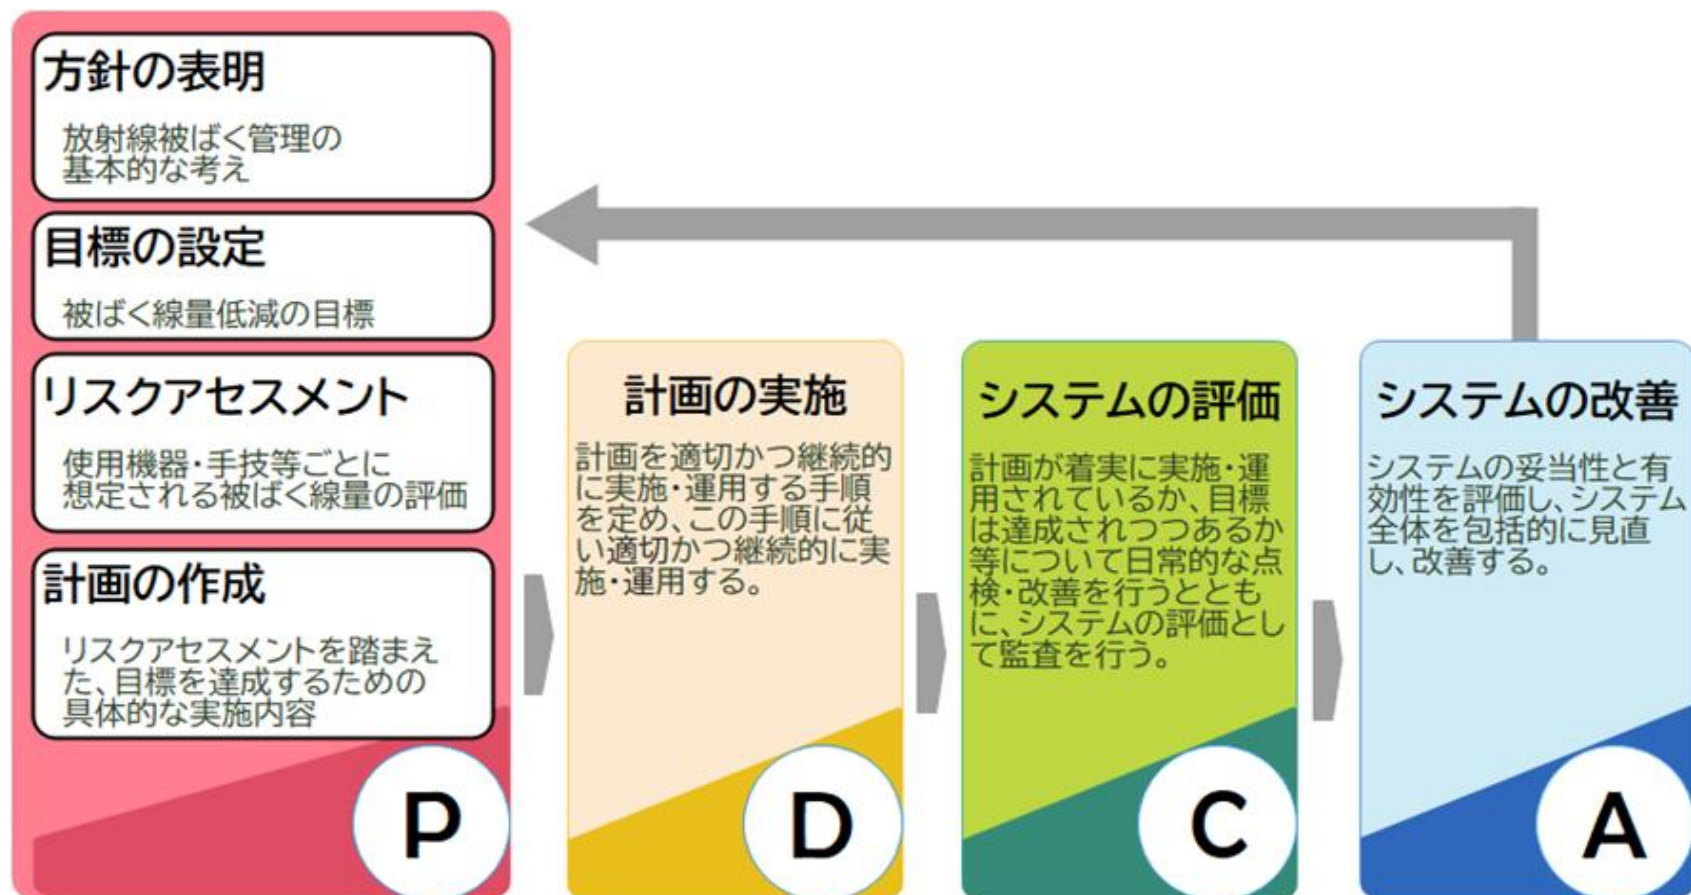 方針の表明
放射線被ばく管理の
基本的な考え
目標の設定
被ばく線量低減の目標
リスクアセスメント
使用機器・手技等ごとに
想定される被ばく線量の評価
計画の作成
リスクアセスメントを踏まえ
た、目標を達成するための
具体的な実施内容
P
計画の実施
計画を適切かつ継続的
に実施・運用する手順
を定め、この手順に従
い適切かつ継続的に実
施・運用する。
D
システムの評価
計画が着実に実施・運
用されているか、目標
は達成されつつあるか
等について日常的な点
検・改善を行うととも
に、システムの評価とし
て監査を行う。
C
システムの改善
システムの妥当性と有
効性を評価し、システム
全体を包括的に見直
し、改善する。
A